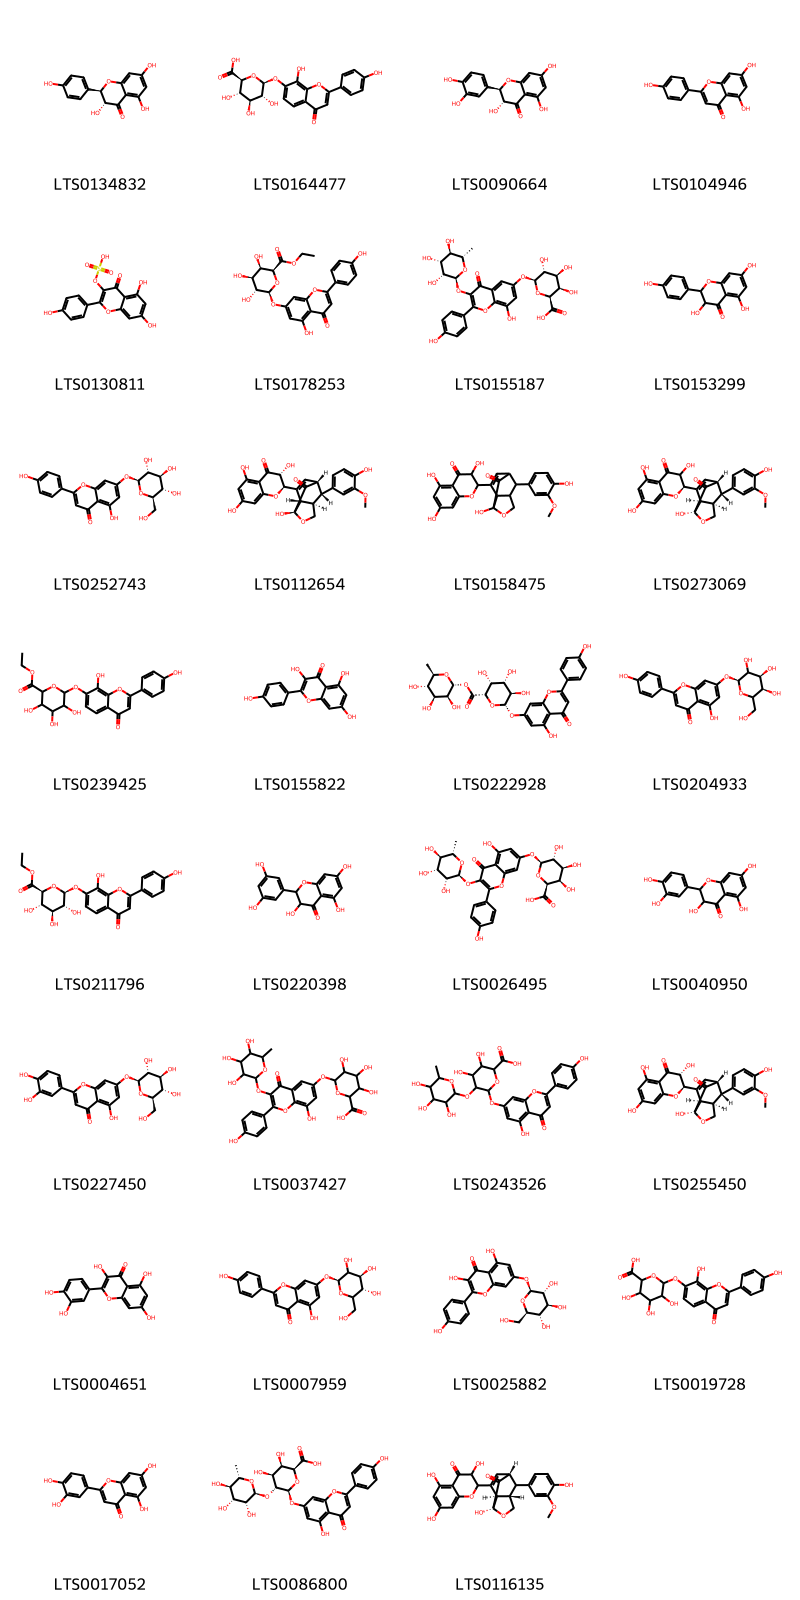 LTS0134832 LTS0164477 LTS0090664 LTS0104946
LTS0130811 LTS0178253 LTS0155187 LTS0153299
LTS0252743 LTS0112654 LTS0158475 LTS0273069
LTS0239425 LTS0155822 LTS0222928 LTS0204933
LTS0211796 LTS0220398 LTS0026495 LTS0040950
LTS0227450 LTS0037427 LTS0243526 LTS0255450
LTS0004651 LTS0007959 LTS0025882 LTS0019728
LTS0017052 LTS0086800 LTS0116135